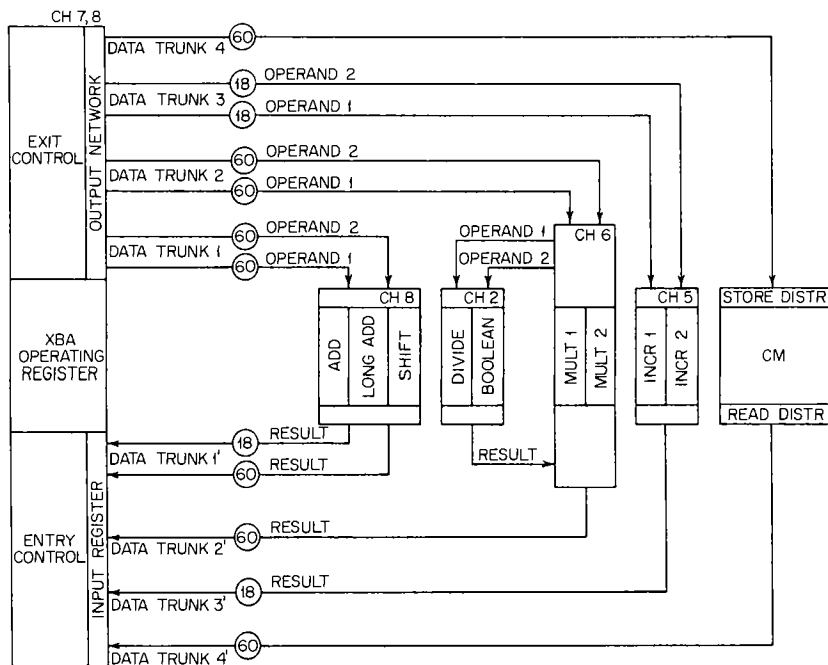 CH 7,8
60
DATA TRUNK 4
18 OPERAND 2
DATA TRUNK 3
18 OPERAND 1
EXIT
CONTROL
OUTPUT NETWORK
60 OPERAND 2
DATA TRUNK 2
60 OPERAND 1
60 OPERAND 2
DATA TRUNK 1
60 OPERAND 1
OPERAND 1
OPERAND 2
CH 6
CH 8
CH 2
CH 5
STORE DISTR
XBA
OPERATING
REGISTER
ADD
LONG ADD
SHIFT
DIVIDE
BOOLEAN
MULT 1
MULT 2
INCR 1
INCR 2
CM
READ DISTR
18 RESULT
DATA TRUNK 1'
60 RESULT
RESULT
ENTRY
CONTROL
INPUT REGISTER
60 RESULT
DATA TRUNK 2'
18 RESULT
DATA TRUNK 3'
60
DATA TRUNK 4'